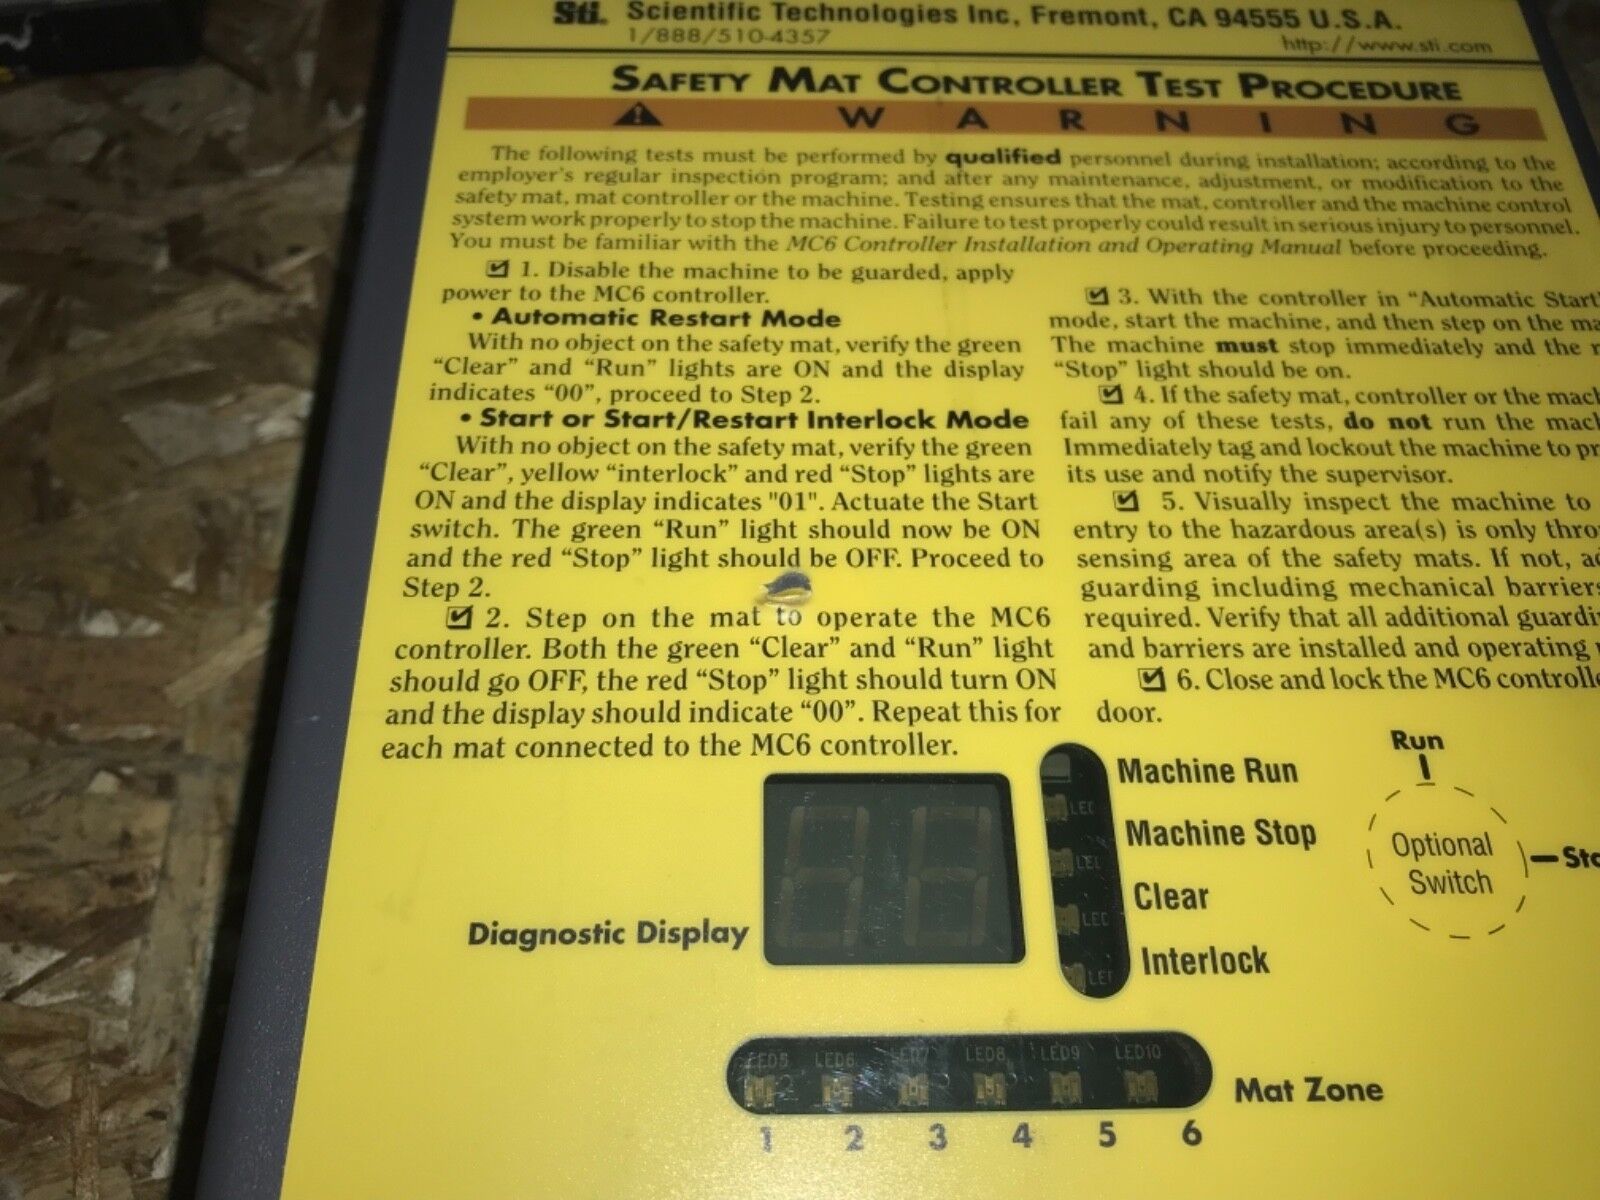 Sti. Scientific Technologies Inc, Fremont, CA 94555 U.S.A.
1/888/510-4357
http://www.sti.com
SAFETY MAT CONTROLLER TEST PROCEDURE
WARNING
The following tests must be performed by qualified personnel during installation; according to the
employer's regular inspection program; and after any maintenance, adjustment, or modification to the
safety mat, mat controller or the machine. Testing ensures that the mat, controller and the machine control
system work properly to stop the machine. Failure to test properly could result in serious injury to personnel.
You must be familiar with the MC6 Controller Installation and Operating Manual before proceeding.
1. Disable the machine to be guarded, apply
power to the MC6 controller.
• Automatic Restart Mode
With no object on the safety mat, verify the green
“Clear” and “Run” lights are ON and the display
indicates “00”, proceed to Step 2.
• Start or Start/Restart Interlock Mode
With no object on the safety mat, verify the green
“Clear”, yellow “interlock” and red “Stop” lights are
ON and the display indicates "01". Actuate the Start
switch. The green “Run” light should now be ON
and the red “Stop” light should be OFF. Proceed to
Step 2.
2. Step on the mat to operate the MC6
controller. Both the green “Clear” and “Run” light
should go OFF, the red “Stop” light should turn ON
and the display should indicate “00”. Repeat this for
each mat connected to the MC6 controller.
3. With the controller in “Automatic Start”
mode, start the machine, and then step on the
The machine must stop immediately and the
“Stop” light should be on.
4. If the safety mat, controller or the
fail any of these tests, do not run the
Immediately tag and lockout the machine to
its use and notify the supervisor.
5. Visually inspect the machine to
entry to the hazardous area(s) is only
sensing area of the safety mats. If not,
guarding including mechanical barriers
required. Verify that all additional
and barriers are installed and operating
6. Close and lock the MC6
door.
Diagnostic Display
Machine Run
Machine Stop
Clear
Interlock
LED
LED
Run
Optional
Switch
LED5 LED6 LED7 LED8 LED9 LED10
Mat Zone
1 2 3 4 5 6